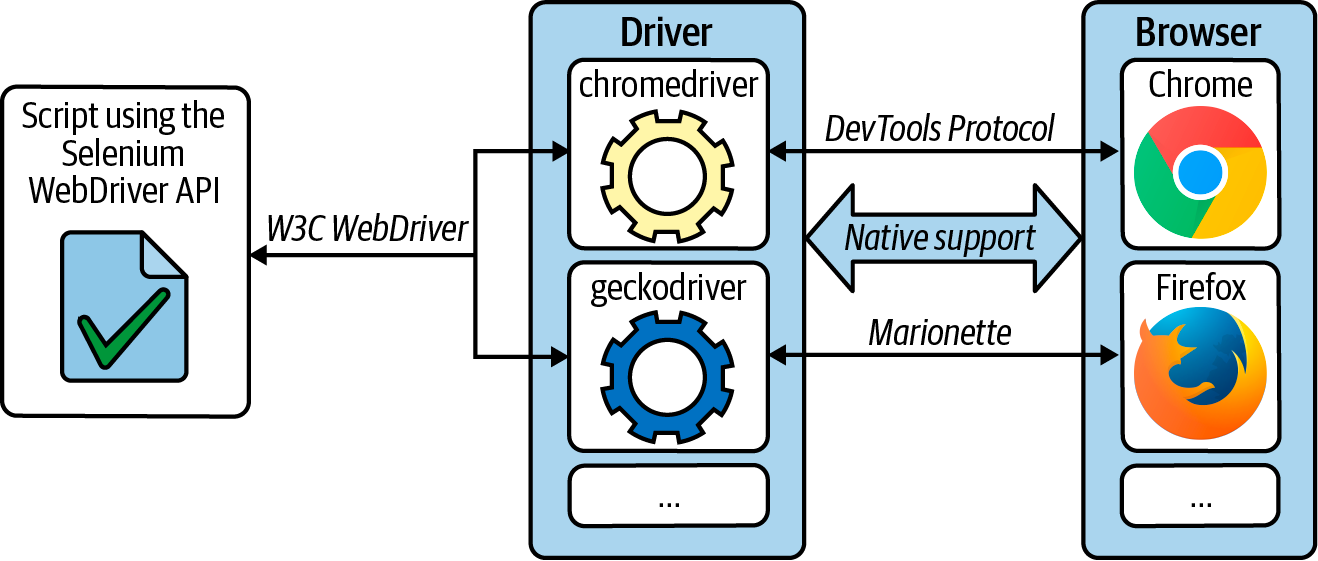 Script using the
Selenium
WebDriver API
W3C WebDriver
Driver
chromedriver
geckodriver
...
DevTools Protocol
Native support
Marionette
Browser
Chrome
Firefox
...